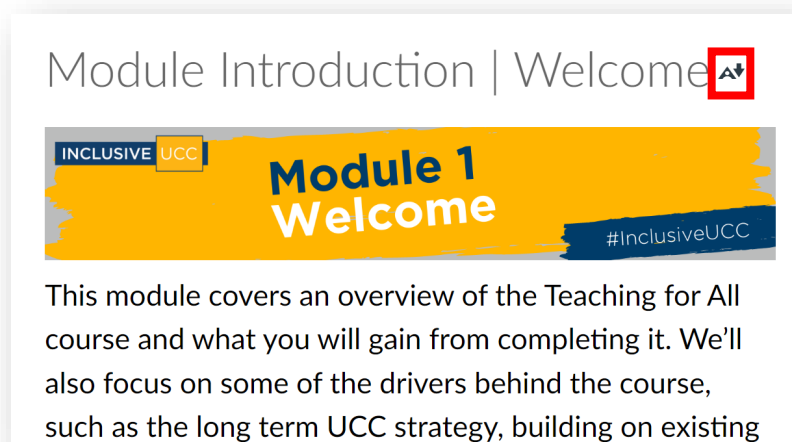 Module Introduction | Welcome
INCLUSIVE UCC
Module 1
Welcome
#InclusiveUCC
This module covers an overview of the Teaching for All
course and what you will gain from completing it. We’ll
also focus on some of the drivers behind the course,
such as the long term UCC strategy, building on existing